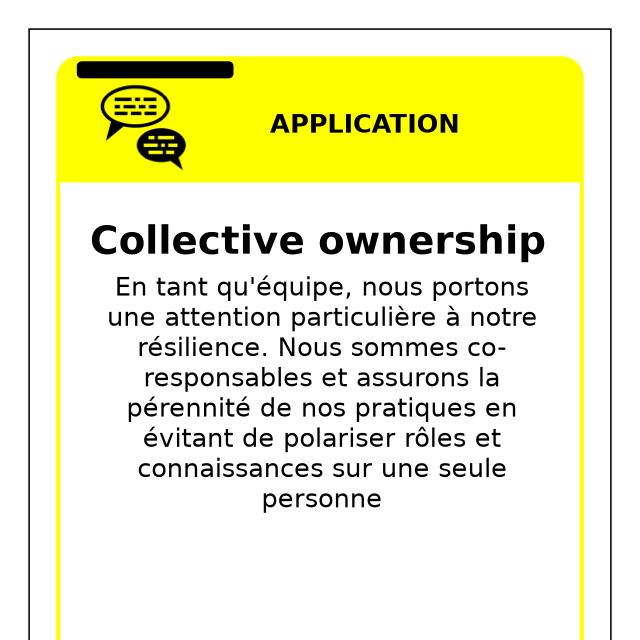 APPLICATION
Collective ownership
En tant qu'équipe, nous portons
une attention particulière à notre
résilience. Nous sommes co-
responsables et assurons la
pérennité de nos pratiques en
évitant de polariser rôles et
connaissances sur une seule
personne